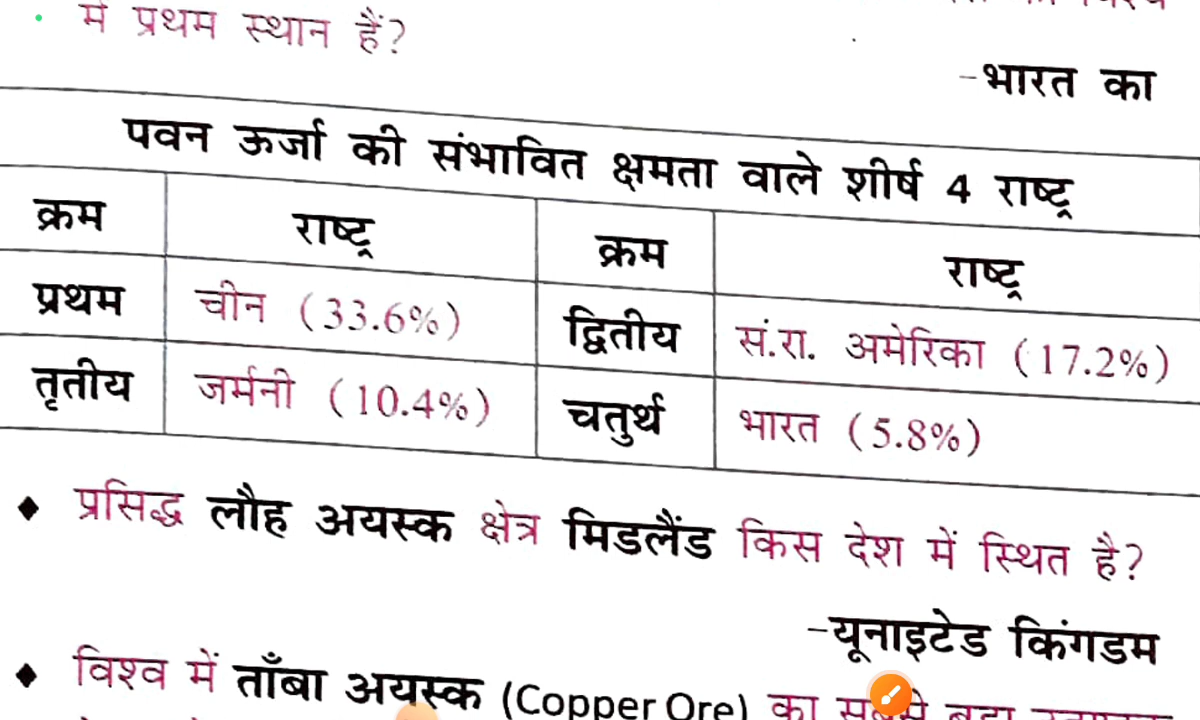 में प्रथम स्थान हैं?
-भारत का
पवन ऊर्जा की संभावित क्षमता वाले शीर्ष 4 राष्ट्र
क्रम राष्ट्र क्रम राष्ट्र
प्रथम चीन (33.6%) द्वितीय सं.रा. अमेरिका (17.2%)
तृतीय जर्मनी (10.4%) चतुर्थ भारत (5.8%)
♦ प्रसिद्ध लौह अयस्क क्षेत्र मिडलैंड किस देश में स्थित है?
-यूनाइटेड किंगडम
♦ विश्व में ताँबा अयस्क (Copper Ore) का